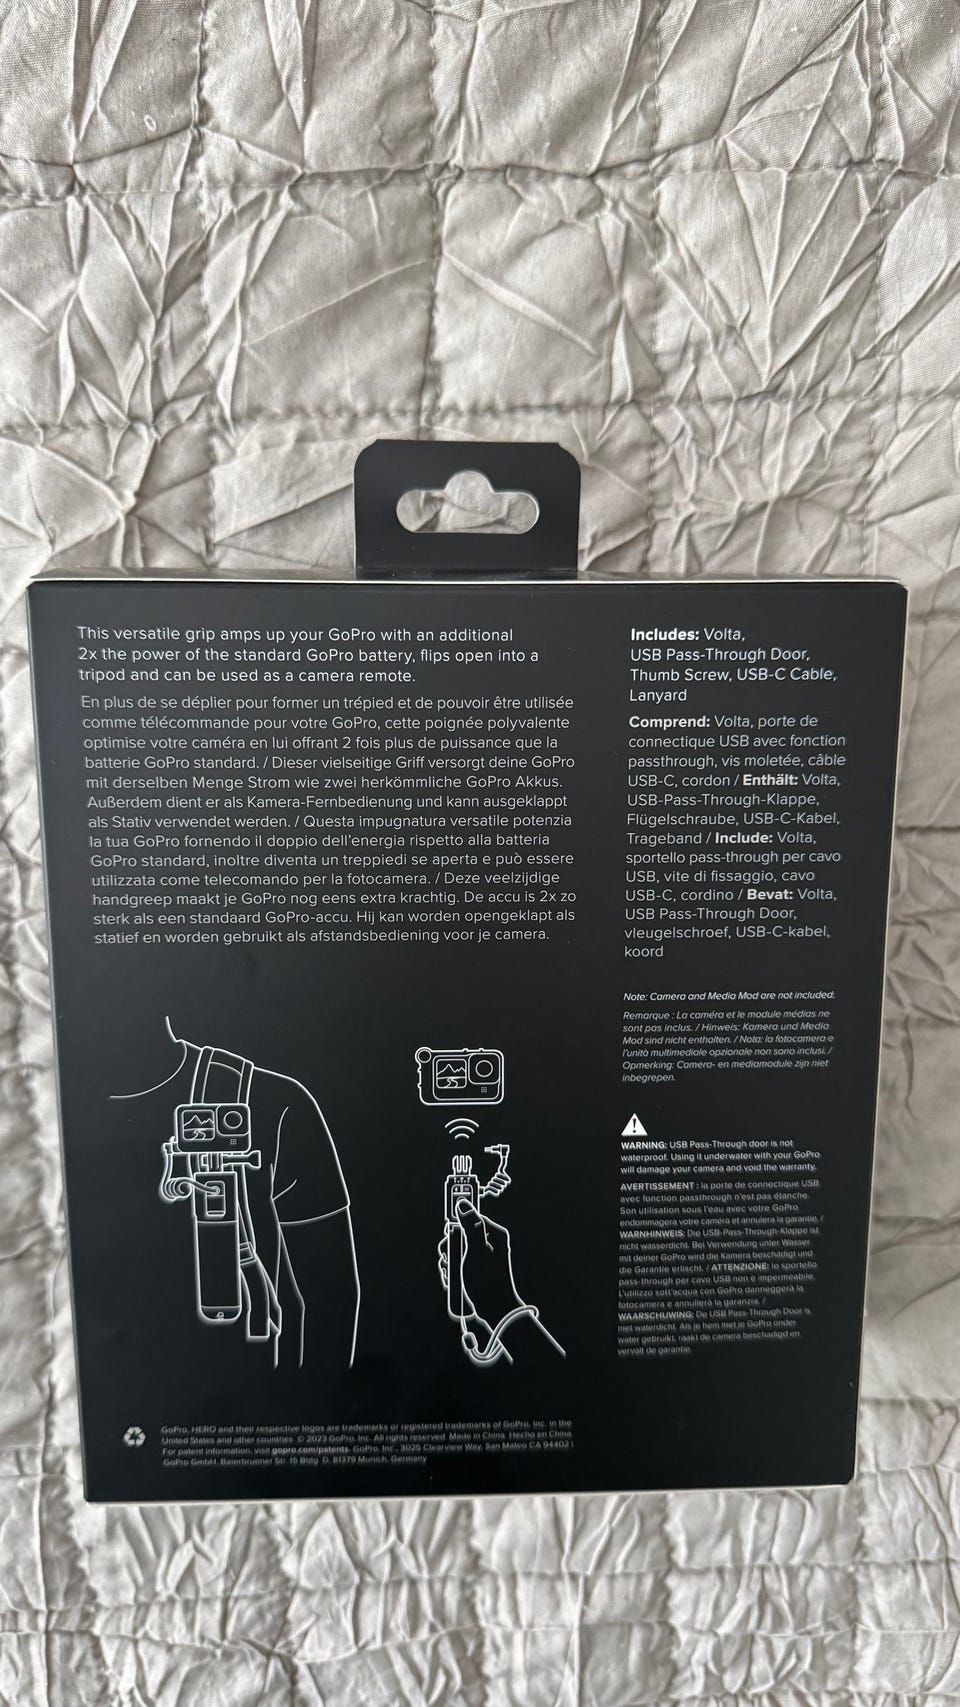 This versatile grip amps up your GoPro with an additional
2x the power of the standard GoPro battery, flips open into a
tripod and can be used as a camera remote.
En plus de se déplier pour former un trépied et de pouvoir être utilisée
comme télécommande pour votre GoPro, cette poignée polyvalente
optimise votre caméra en lui offrant 2 fois plus de puissance que la
batterie GoPro standard. / Dieser vielseitige Griff versorgt deine GoPro
mit derselben Menge Strom wie zwei herkömmliche GoPro Akkus.
Außerdem dient er als Kamera-Fernbedienung und kann ausgeklappt
als Stativ verwendet werden. / Questa impugnatura versatile potenzia
la tua GoPro fornendo il doppio dell'energia rispetto alla batteria
GoPro standard, inoltre diventa un treppiedi se aperta e può essere
utilizzata come telecomando per la fotocamera. / Deze veelzijdige
handgreep maakt je GoPro nog eens extra krachtig. De accu is 2x zo
sterk als een standaard GoPro-accu. Hij kan worden opengeklapt als
statief en worden gebruikt als afstandsbediening voor je camera.
Includes: Volta,
USB Pass-Through Door,
Thumb Screw, USB-C Cable,
Lanyard
Comprend: Volta, porte de
connectique USB avec fonction
passthrough, vis moletée, câble
USB-C, cordon / Enthält: Volta,
USB-Pass-Through-Klappe,
Flügelschraube, USB-C-Kabel,
Trageband / Include: Volta,
sportello pass-through per cavo
USB, vite di fissaggio, cavo
USB-C, cordino / Bevat: Volta,
USB Pass-Through Door,
vleugelschroef, USB-C-kabel,
koord
Note: Camera and Media Mod are not included.
Remarque : La caméra et le module médias ne
sont pas inclus. / Hinweis: Kamera und Media
Mod sind nicht enthalten. / Nota: la fotocamera e
l'unità multimediale opzionale non sono inclusi. /
Opmerking: Camera- en mediamodule zijn niet
inbegrepen.
WARNING: USB Pass-Through door is not
waterproof. Using it underwater with your GoPro
will damage your camera and void the warranty.
AVERTISSEMENT : la porte de connectique USB
avec fonction passthrough n'est pas étanche.
Son utilisation sous l'eau avec votre GoPro
endommagera votre caméra et annulera la garantie. /
WARNHINWEIS: Die USB-Pass-Through-Klappe ist
nicht wasserdicht. Bei Verwendung unter Wasser
mit deiner GoPro wird die Kamera beschädigt und
die Garantie erlischt. / ATTENZIONE: lo sportello
pass-through per cavo USB non è impermeabile.
L'utilizzo sott'acqua con GoPro danneggerà la
fotocamera e annullerà la garanzia. /
WAARSCHUWING: De USB Pass-Through Door is
niet waterdicht. Als je hem met je GoPro onder
water gebruikt, raakt de camera beschadigd en
vervalt de garantie.
GoPro, HERO and their respective logos are trademarks or registered trademarks of GoPro, Inc. in the
United States and other countries. © 2023 GoPro, Inc. All rights reserved. Made in China. Hecho en China.
For patent information, visit gopro.com/patents. GoPro, Inc., 3025 Clearview Way, San Mateo CA 94402 |
GoPro GmbH, Baierbrunner Str. 15 Bldg. D, 81379 Munich, Germany